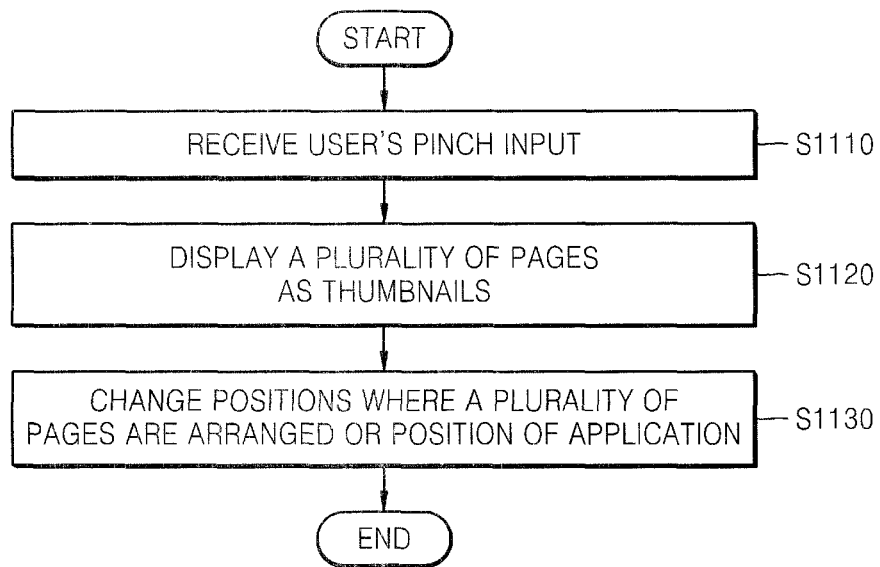 START
RECEIVE USER'S PINCH INPUT
S1110
DISPLAY A PLURALITY OF PAGES
AS THUMBNAILS
S1120
CHANGE POSITIONS WHERE A PLURALITY OF
PAGES ARE ARRANGED OR POSITION OF APPLICATION
S1130
END